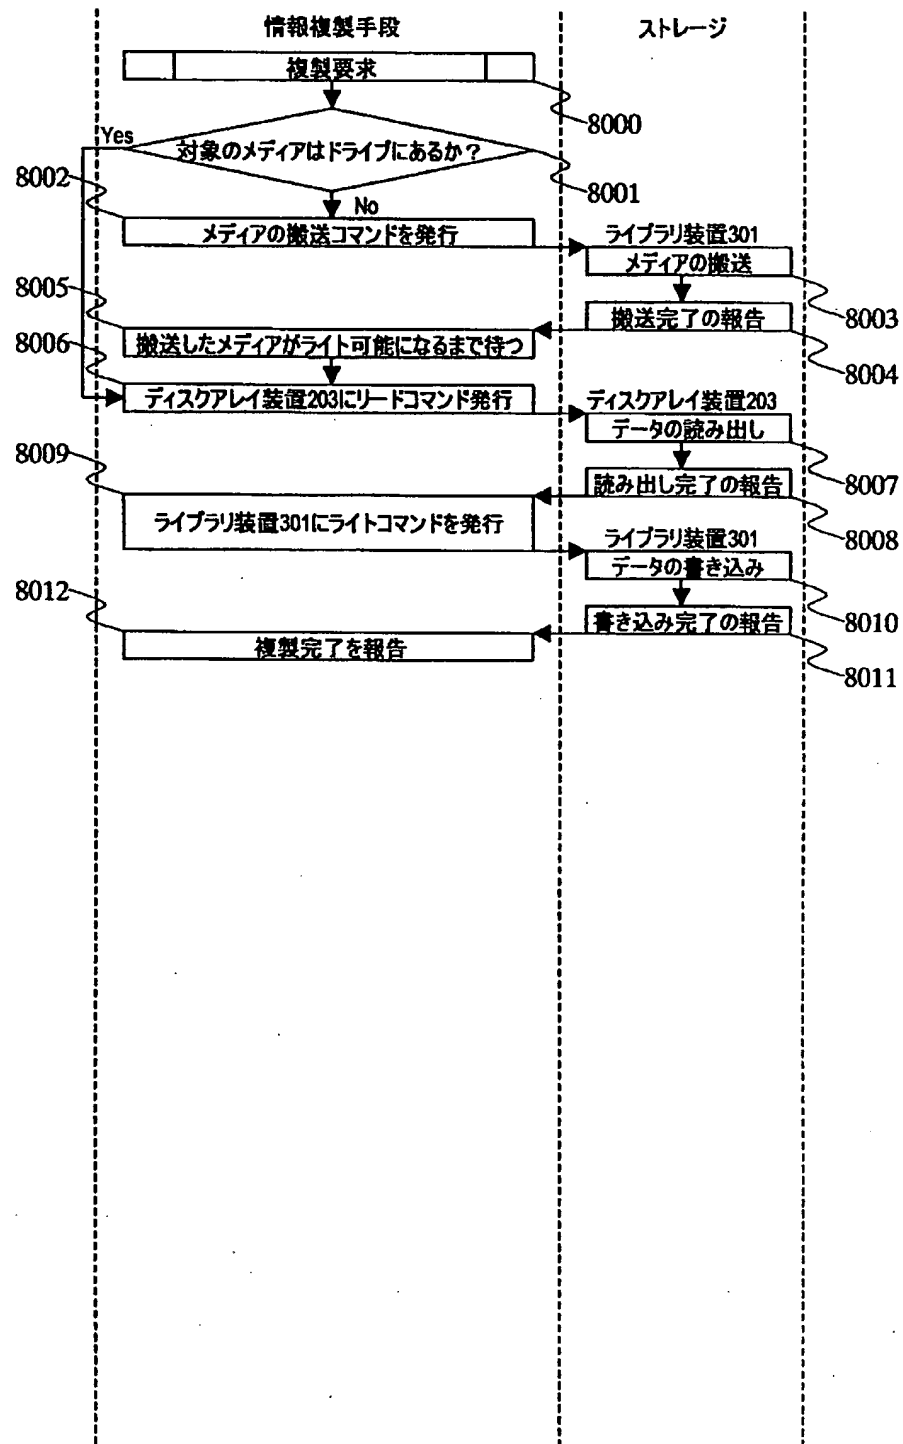 情報複製手段
ストレージ
複製要求
8000
Yes
対象のメディアはドライブにあるか？
8001
8002
No
メディアの搬送コマンドを発行
ライブラリ装置301
メディアの搬送
8003
8005
搬送完了の報告
8004
搬送したメディアがライト可能になるまで待つ
8006
ディスクアレイ装置203にリードコマンド発行
ディスクアレイ装置203
データの読み出し
8007
8009
読み出し完了の報告
8008
ライブラリ装置301にライトコマンドを発行
ライブラリ装置301
データの書き込み
8010
8012
書き込み完了の報告
8011
複製完了を報告